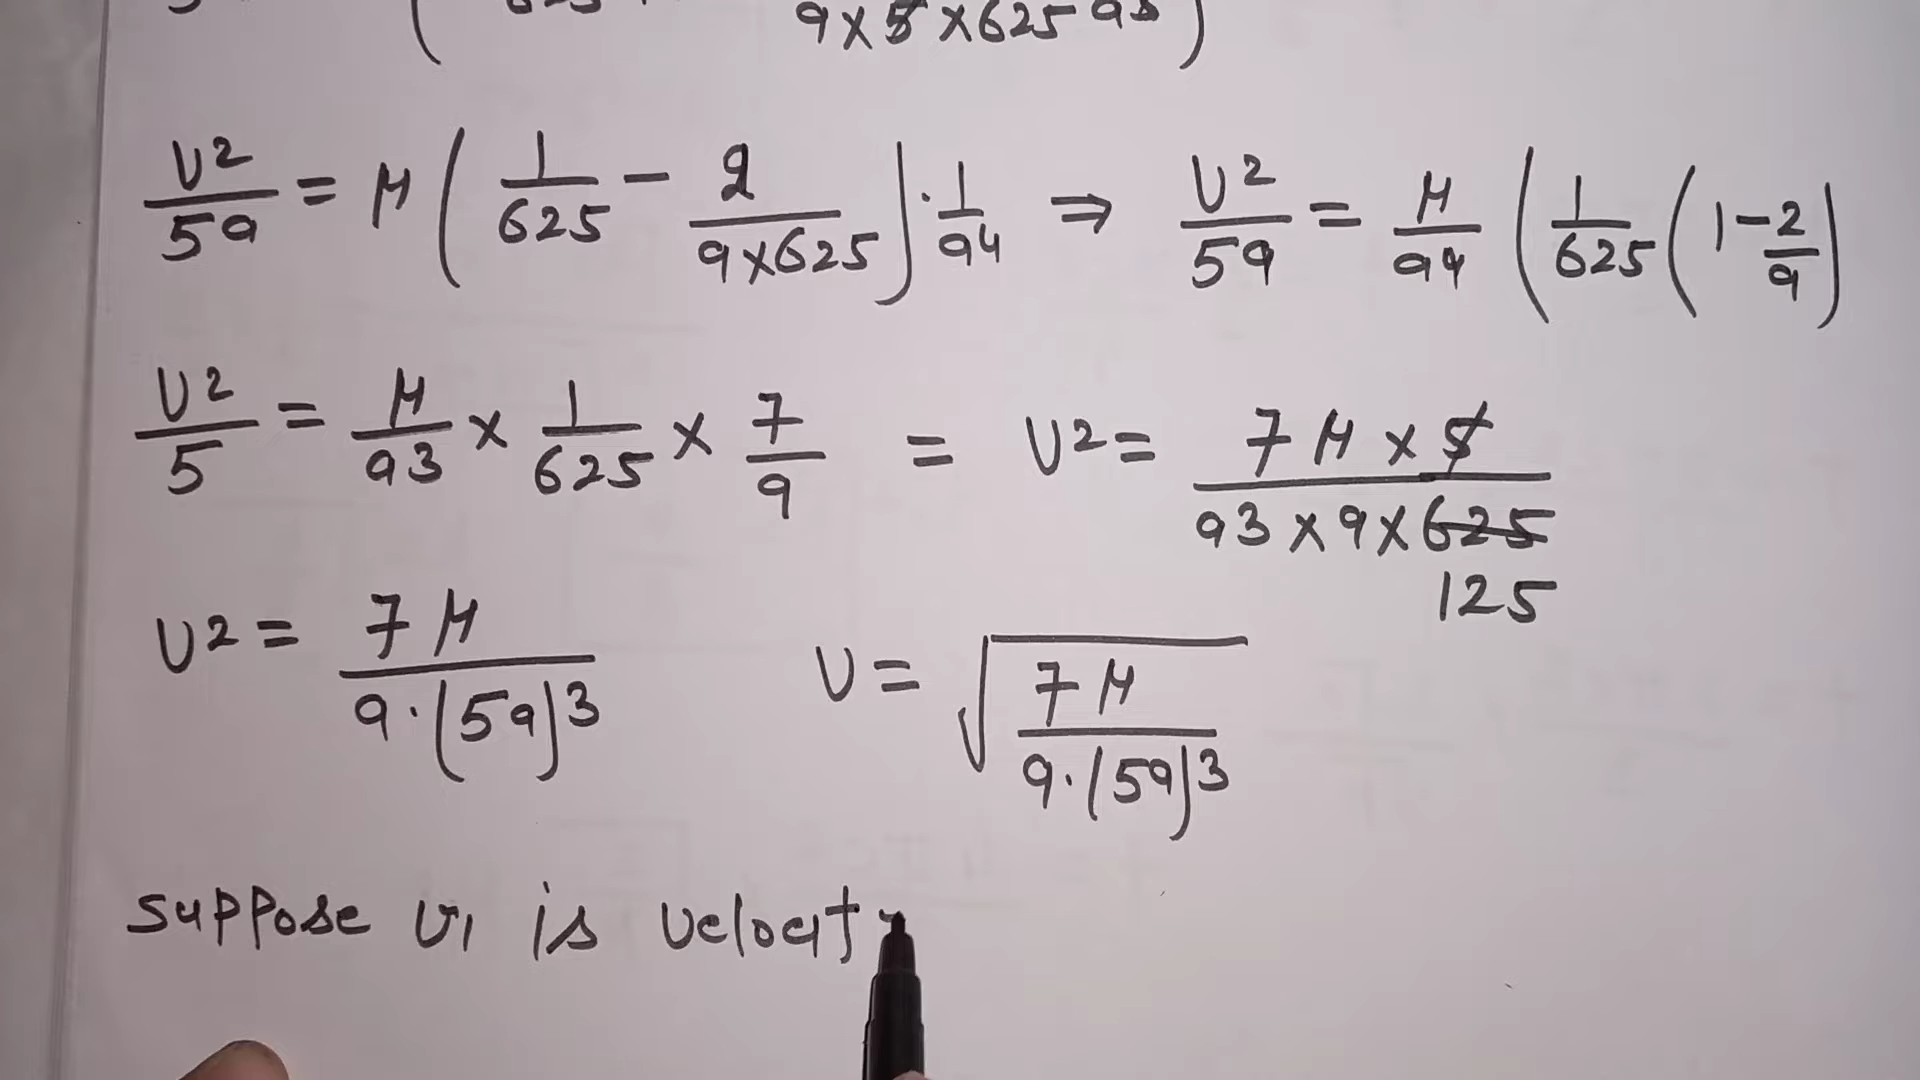 9×5×625 a5 )
v2/5a = μ ( 1/625 - 2/9×625 ) . 1/a4 ⇒ v2/5a = μ/a4 ( 1/625 ( 1-2/9 )
v2/5 = μ/a3 × 1/625 × 7/9 = v2 = 7μ×5/a3×9×625
125
v2 = 7μ/9.(5a)3 v = √7μ/9.(5a)3
suppose v1 is velocity